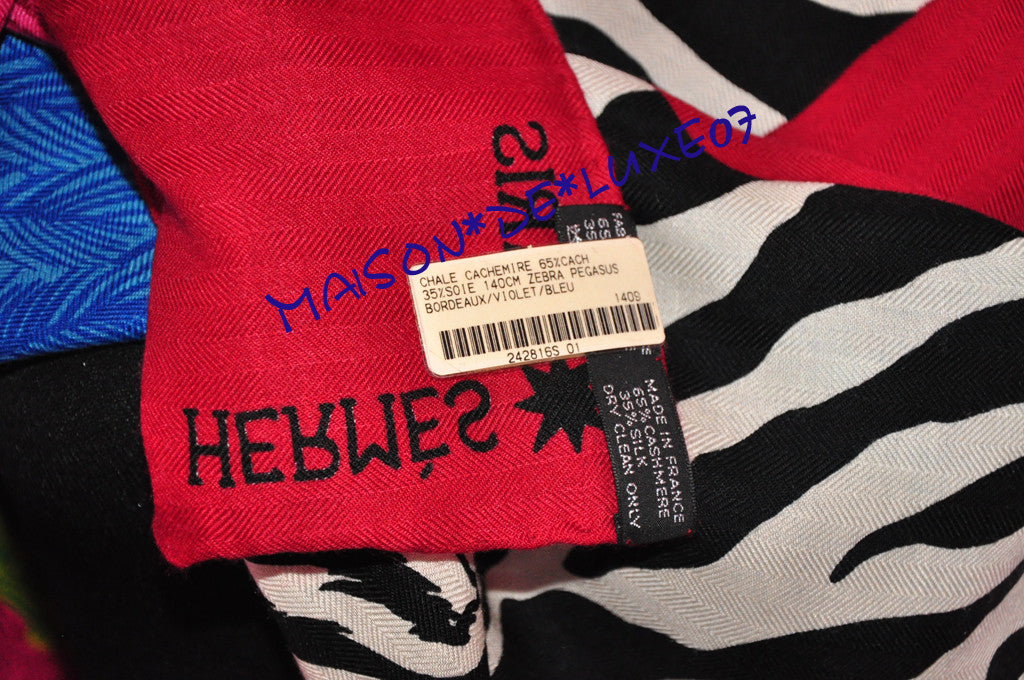 MAISON*DE*LUXE07
CHALE CACHEMIRE 65%CACH
35%SOIE 140CM ZEBRA PEGASUS
BORDEAUX/VIOLET/BLEU
1409
242816S 01
HERMÈS
MADE IN FRANCE
65% CASHMERE
35% SILK
DRY CLEAN ONLY